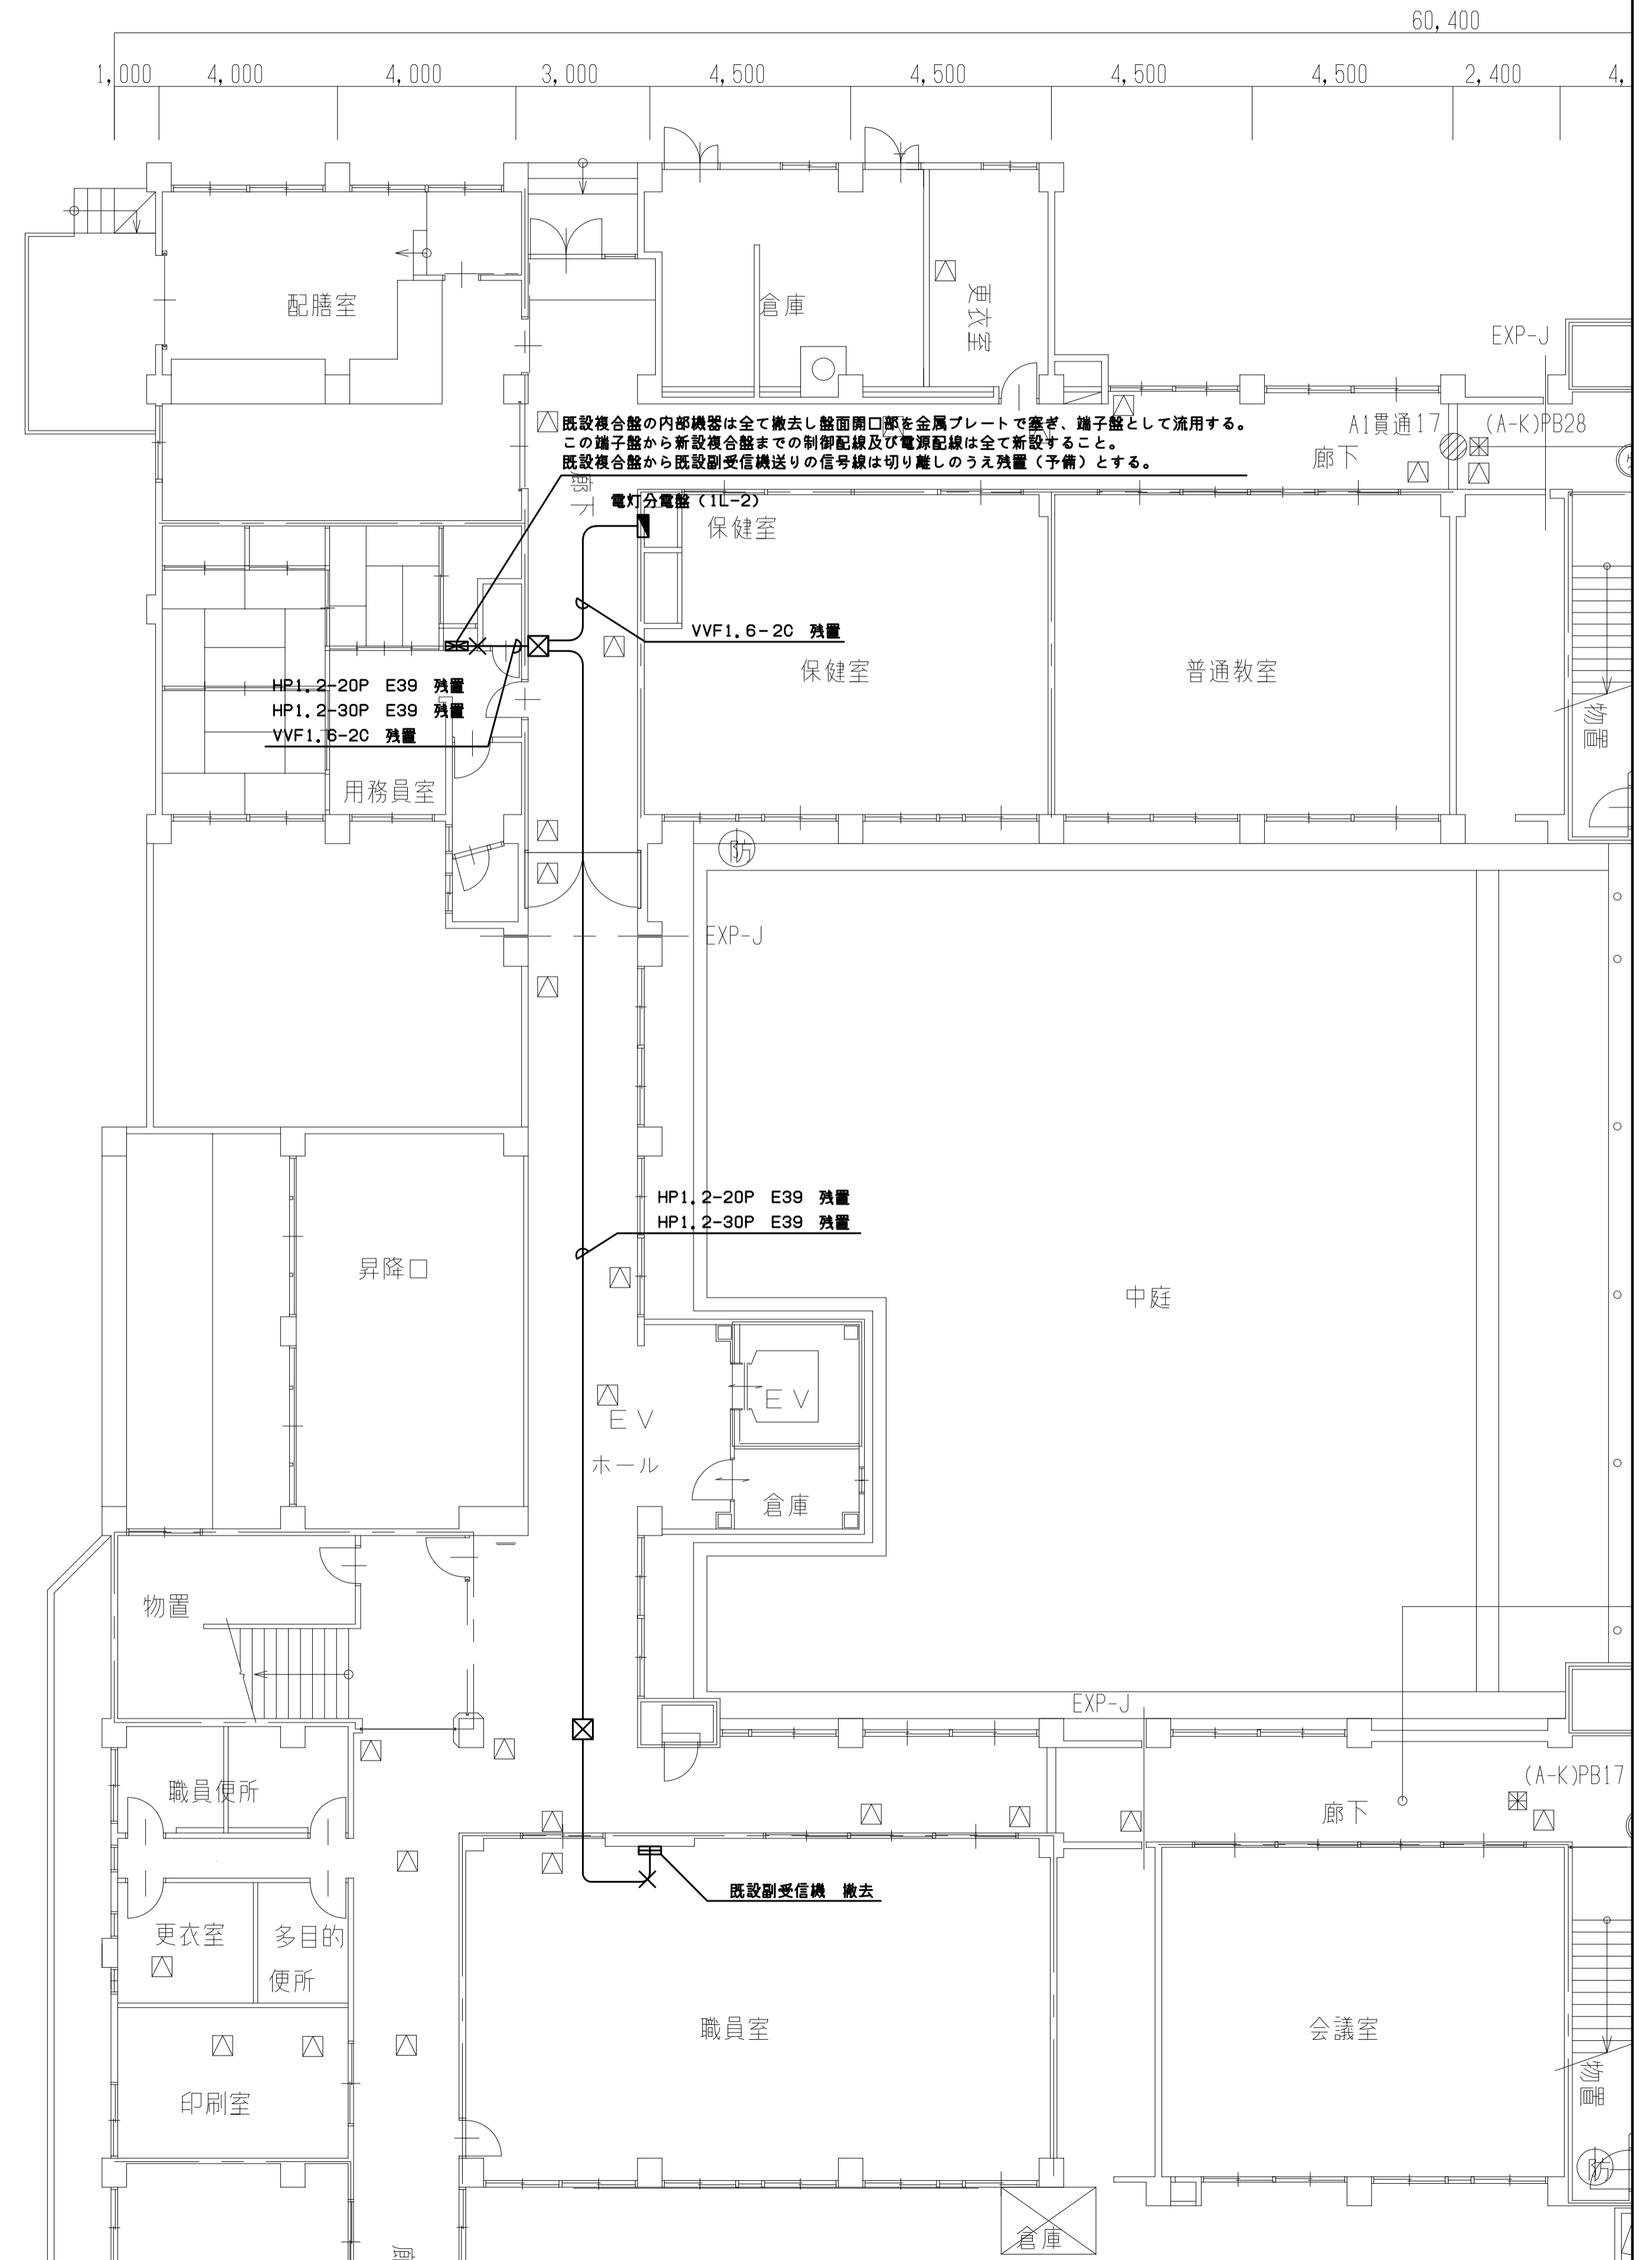 60,400
1,000 4,000 4,000 3,000 4,500 4,500 4,500 4,500 2,400 4,
配膳室
倉庫
更衣室
EXP-J
既設複合盤の内部機器は全て撤去し盤面開口部を金属プレートで塞ぎ、端子盤として流用する。
この端子盤から新設複合盤までの制御配線及び電源配線は全て新設すること。
既設複合盤から既設副受信機送りの信号線は切り離しのうえ残置(予備)とする。
A1貫通17
(A-K)PB28
廊下
廊下
電灯分電盤(1L-2)
保健室
VVF1.6-2C 残置
保健室
普通教室
HP1.2-20P E39 残置
HP1.2-30P E39 残置
VVF1.6-2C 残置
物置
用務員室
防
EXP-J
HP1.2-20P E39 残置
HP1.2-30P E39 残置
昇降口
中庭
EV
EV
ホール
倉庫
物置
EXP-J
職員便所
(A-K)PB17
廊下
既設副受信機 撤去
更衣室
多目的
便所
職員室
会議室
物置
印刷室
防
倉庫